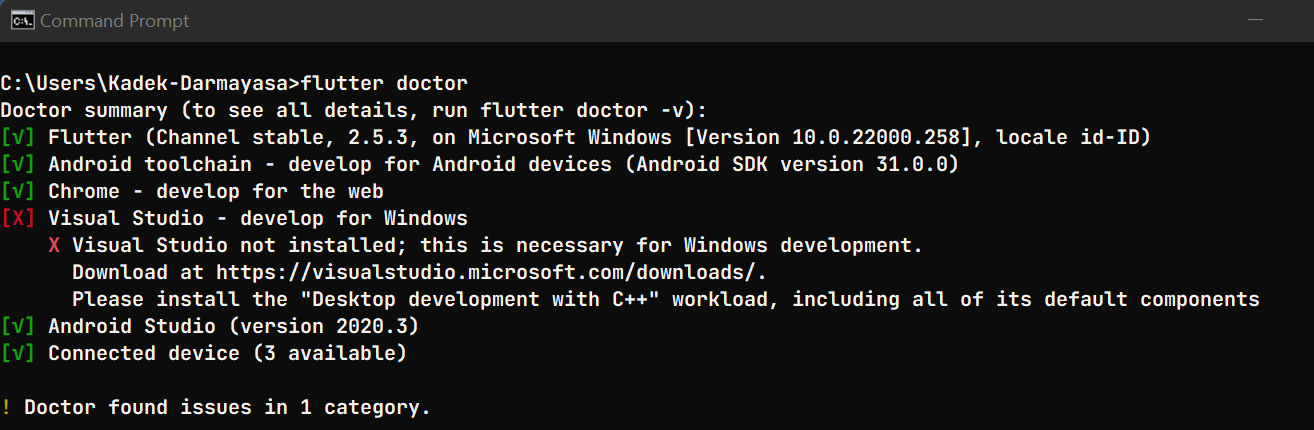 Command Prompt
C:\Users\Kadek-Darmayasa>flutter doctor
Doctor summary (to see all details, run flutter doctor -v):
[√] Flutter (Channel stable, 2.5.3, on Microsoft Windows [Version 10.0.22000.258], locale id-ID)
[√] Android toolchain - develop for Android devices (Android SDK version 31.0.0)
[√] Chrome - develop for the web
[X] Visual Studio - develop for Windows
X Visual Studio not installed; this is necessary for Windows development.
Download at https://visualstudio.microsoft.com/downloads/.
Please install the "Desktop development with C++" workload, including all of its default components
[√] Android Studio (version 2020.3)
[√] Connected device (3 available)
! Doctor found issues in 1 category.